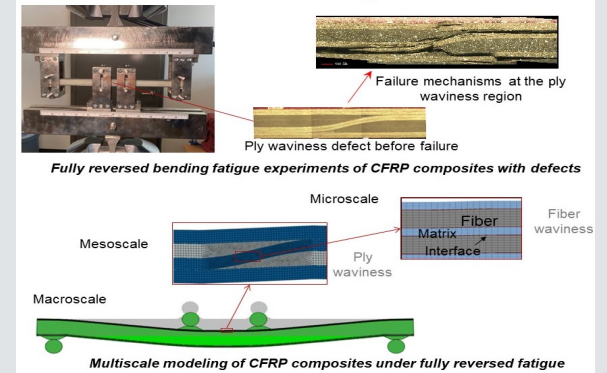 Failure mechanisms at the ply
waviness region
Ply waviness defect before failure
Fully reversed bending fatigue experiments of CFRP composites with defects
Microscale
Fiber
Matrix
Interface
Fiber
waviness
Mesoscale
Ply
waviness
Macroscale
Multiscale modeling of CFRP composites under fully reversed fatigue